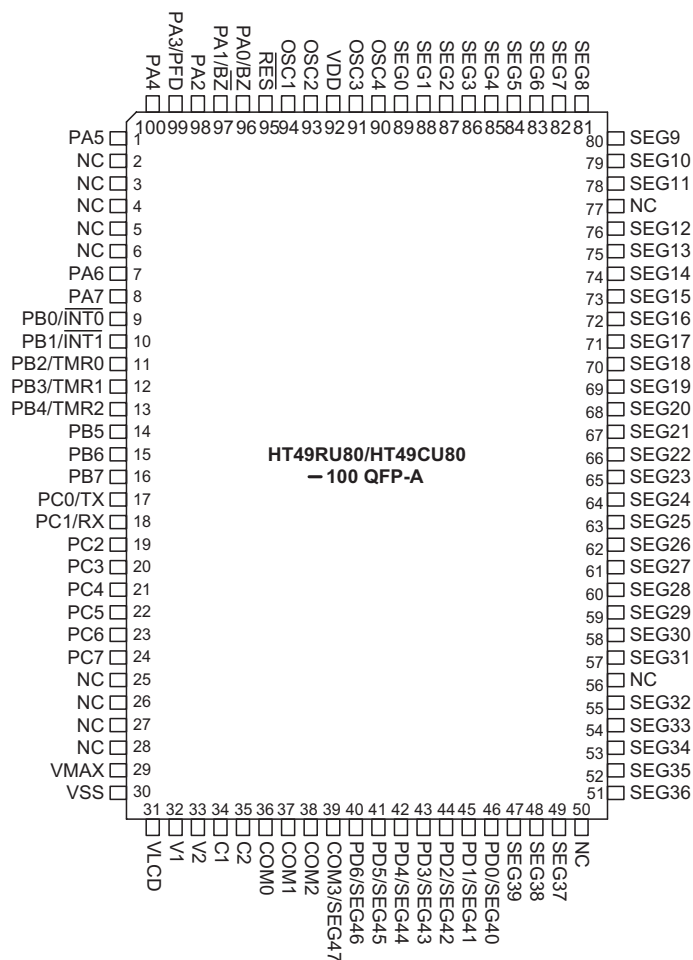 PA4
PA3/PFD
PA2
PA1/B̅Z̅
PA0/BZ
R̅E̅S̅
OSC1
OSC2
VDD
OSC3
OSC4
SEG0
SEG1
SEG2
SEG3
SEG4
SEG5
SEG6
SEG7
SEG8
100 99 98 97 96 95 94 93 92 91 90 89 88 87 86 85 84 83 82 81
PA5 1
NC 2
NC 3
NC 4
NC 5
NC 6
PA6 7
PA7 8
PB0/I̅N̅T̅0̅ 9
PB1/I̅N̅T̅1̅ 10
PB2/TMR0 11
PB3/TMR1 12
PB4/TMR2 13
PB5 14
PB6 15
PB7 16
PC0/TX 17
PC1/RX 18
PC2 19
PC3 20
PC4 21
PC5 22
PC6 23
PC7 24
NC 25
NC 26
NC 27
NC 28
VMAX 29
VSS 30
HT49RU80/HT49CU80
– 100 QFP-A
80 SEG9
79 SEG10
78 SEG11
77 NC
76 SEG12
75 SEG13
74 SEG14
73 SEG15
72 SEG16
71 SEG17
70 SEG18
69 SEG19
68 SEG20
67 SEG21
66 SEG22
65 SEG23
64 SEG24
63 SEG25
62 SEG26
61 SEG27
60 SEG28
59 SEG29
58 SEG30
57 SEG31
56 NC
55 SEG32
54 SEG33
53 SEG34
52 SEG35
51 SEG36
31 32 33 34 35 36 37 38 39 40 41 42 43 44 45 46 47 48 49 50
VLCD
V1
V2
C1
C2
COM0
COM1
COM2
COM3/SEG47
PD6/SEG46
PD5/SEG45
PD4/SEG44
PD3/SEG43
PD2/SEG42
PD1/SEG41
PD0/SEG40
SEG39
SEG38
SEG37
NC